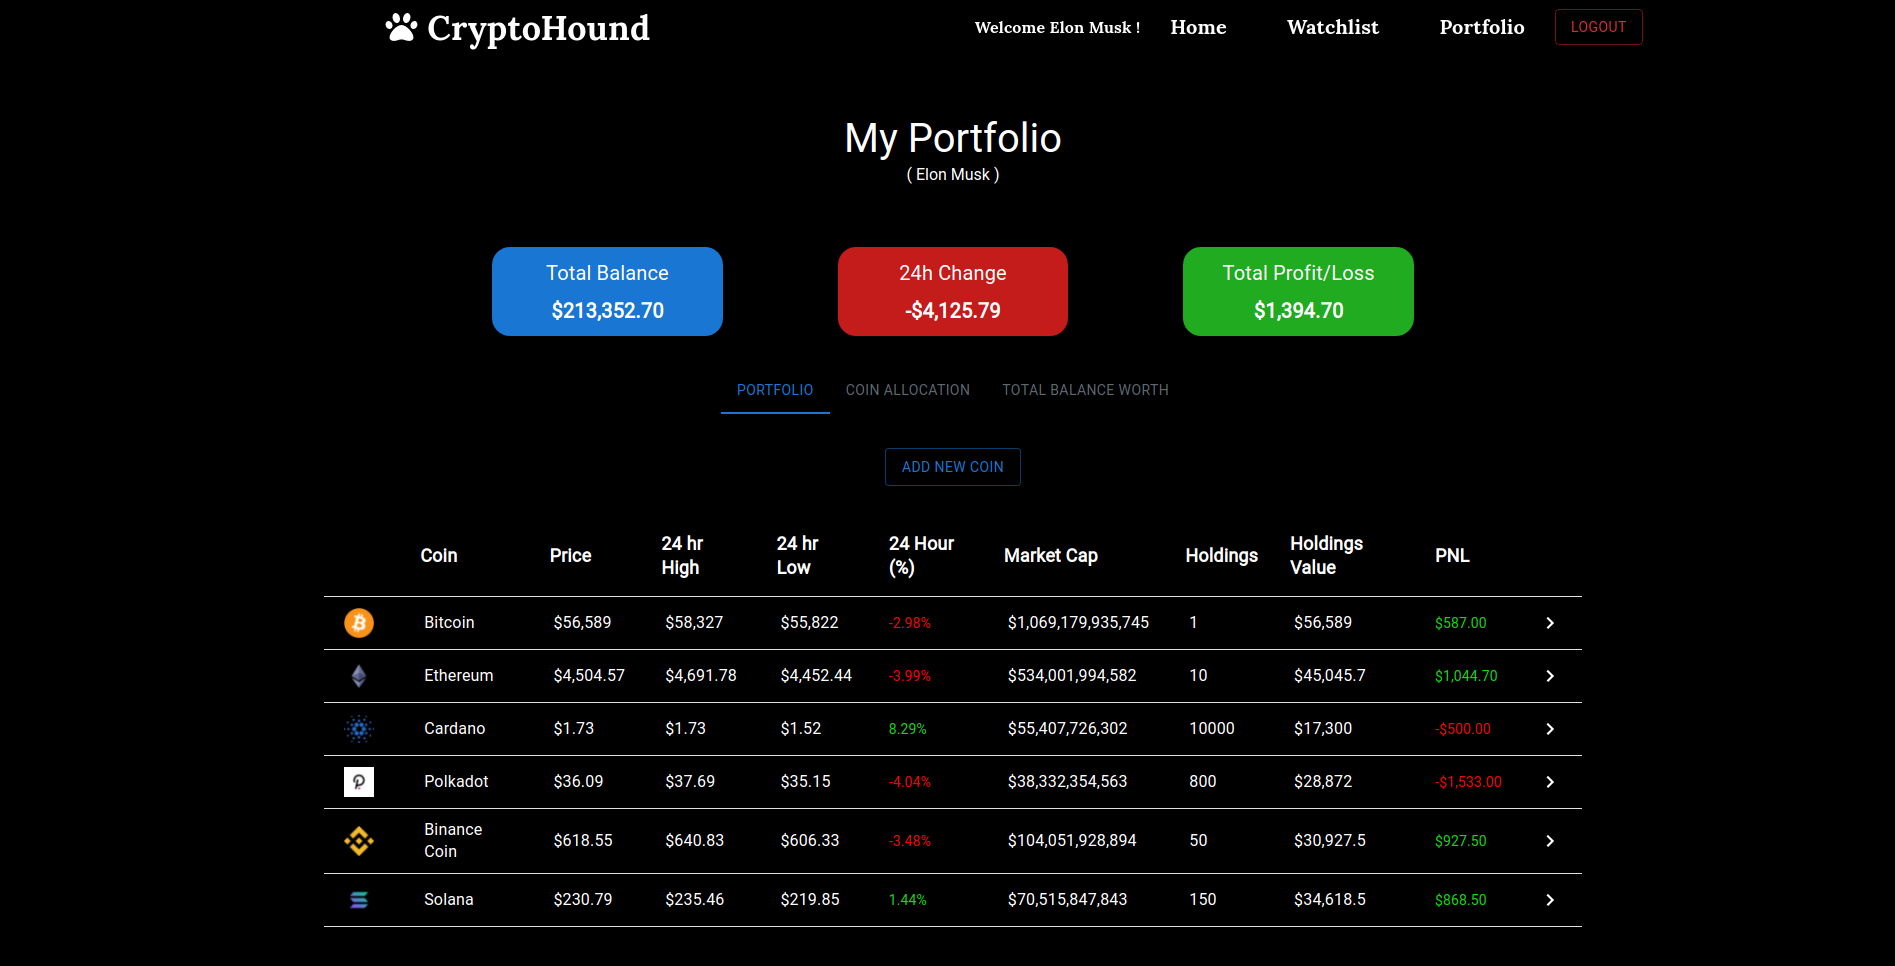 CryptoHound
Welcome Elon Musk ! Home Watchlist Portfolio LOGOUT
My Portfolio
( Elon Musk )
Total Balance 24h Change Total Profit/Loss
$213,352.70 -$4,125.79 $1,394.70
PORTFOLIO COIN ALLOCATION TOTAL BALANCE WORTH
ADD NEW COIN
Coin Price 24 hr High 24 hr Low 24 Hour (%) Market Cap Holdings Holdings Value PNL
Bitcoin $56,589 $58,327 $55,822 -2.98% $1,069,179,935,745 1 $56,589 $587.00
Ethereum $4,504.57 $4,691.78 $4,452.44 -3.99% $534,001,994,582 10 $45,045.7 $1,044.70
Cardano $1.73 $1.73 $1.52 8.29% $55,407,726,302 10000 $17,300 -$500.00
Polkadot $36.09 $37.69 $35.15 -4.04% $38,332,354,563 800 $28,872 -$1,533.00
Binance Coin $618.55 $640.83 $606.33 -3.48% $104,051,928,894 50 $30,927.5 $927.50
Solana $230.79 $235.46 $219.85 1.44% $70,515,847,843 150 $34,618.5 $868.50